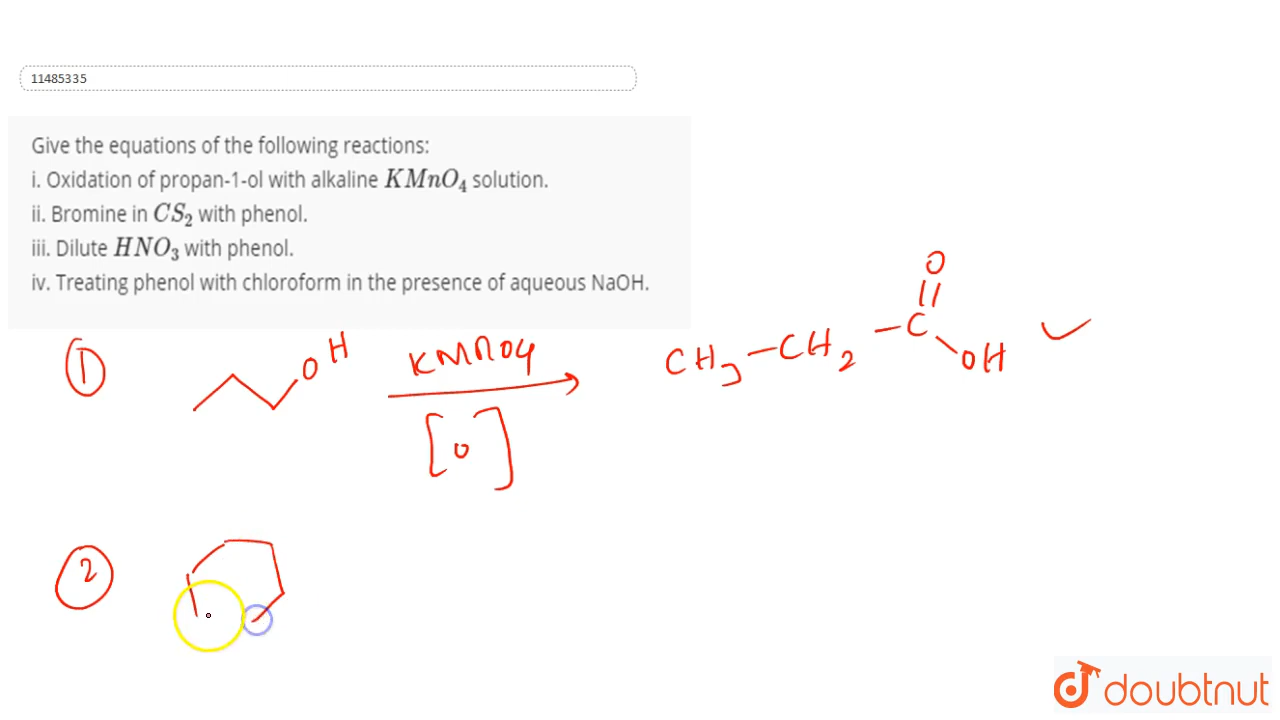 11485335
Give the equations of the following reactions:
i. Oxidation of propan-1-ol with alkaline KMnO₄ solution.
ii. Bromine in CS₂ with phenol.
iii. Dilute HNO₃ with phenol.
iv. Treating phenol with chloroform in the presence of aqueous NaOH.
① OH KMnO4 [O] CH3-CH2-C(=O)-OH ✓
②
doubtnut